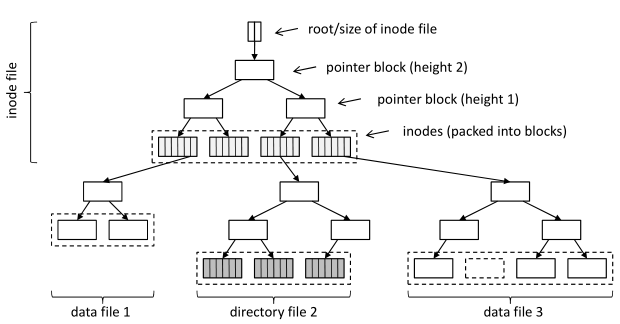 root/size of inode file
pointer block (height 2)
pointer block (height 1)
inodes (packed into blocks)
inode file
data file 1
directory file 2
data file 3